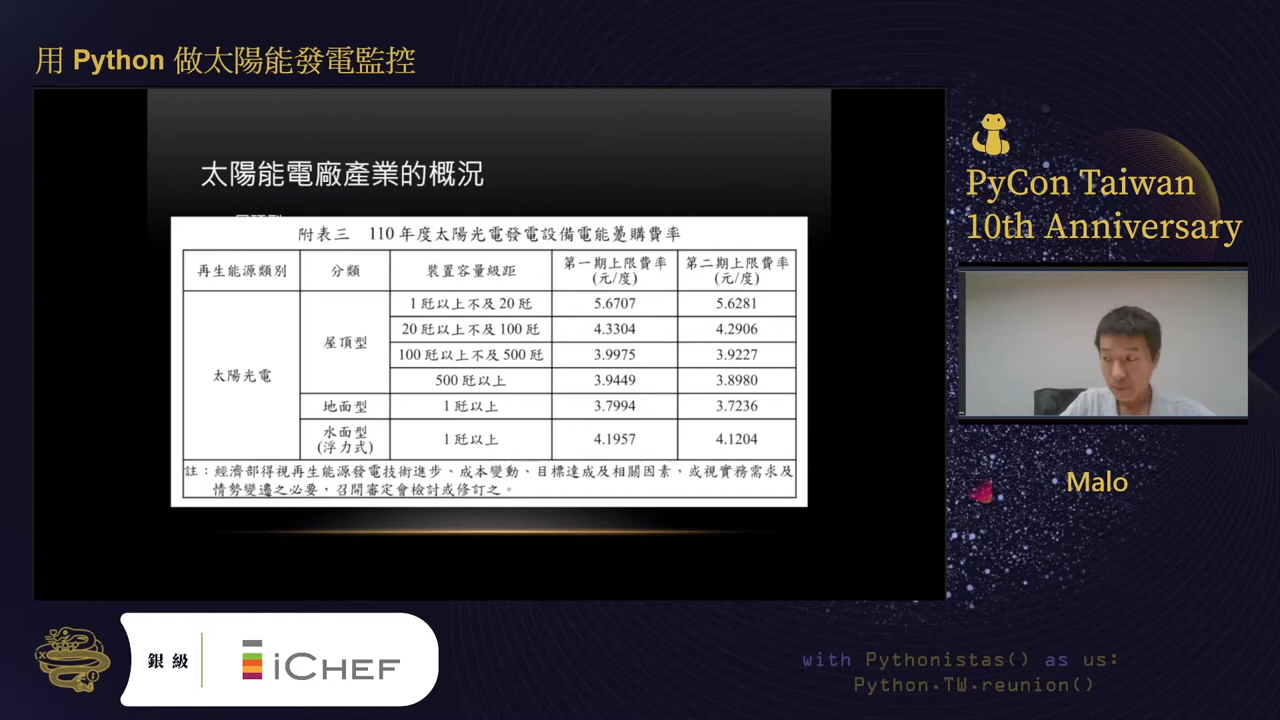 用 Python 做太陽能發電監控
太陽能電廠產業的概況
附表三 110 年度太陽光電發電設備電能躉購費率
再生能源類別 分類 裝置容量級距 第一期上限費率 (元/度) 第二期上限費率 (元/度)
太陽光電 屋頂型 1 瓩以上不及 20 瓩 5.6707 5.6281
20 瓩以上不及 100 瓩 4.3304 4.2906
100 瓩以上不及 500 瓩 3.9975 3.9227
500 瓩以上 3.9449 3.8980
地面型 1 瓩以上 3.7994 3.7236
水面型 (浮力式) 1 瓩以上 4.1957 4.1204
註：經濟部得視再生能源發電技術進步、成本變動、目標達成及相關因素，或視實務需求及
情勢變遷之必要，召開審定會檢討或修訂之。
PyCon Taiwan
10th Anniversary
Malo
銀級
iCHEF
with Pythonistas() as us:
Python.TW.reunion()